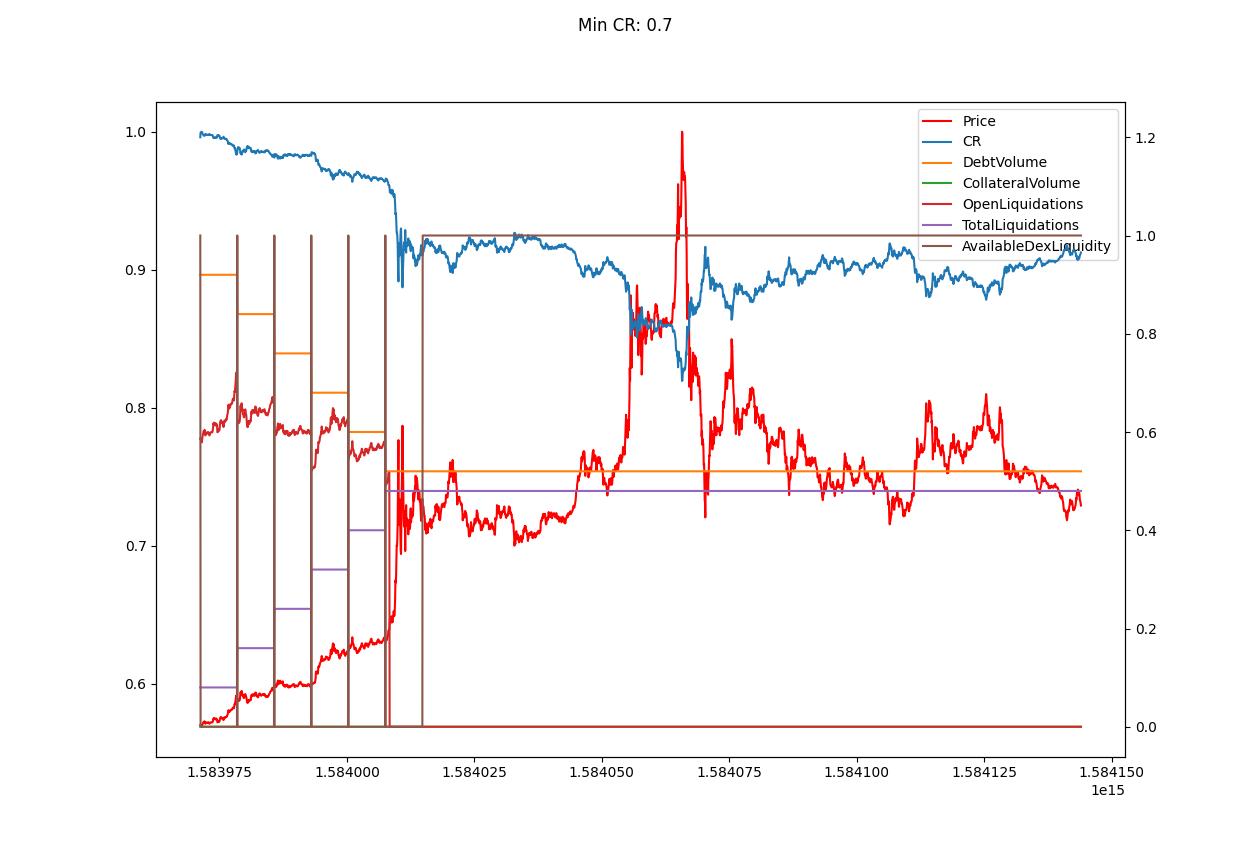 Min CR: 0.7
Price
CR
DebtVolume
CollateralVolume
OpenLiquidations
TotalLiquidations
AvailableDexLiquidity
1.0
0.9
0.8
0.7
0.6
1.2
1.0
0.8
0.6
0.4
0.2
0.0
1.583975 1.584000 1.584025 1.584050 1.584075 1.584100 1.584125 1.584150
1e15